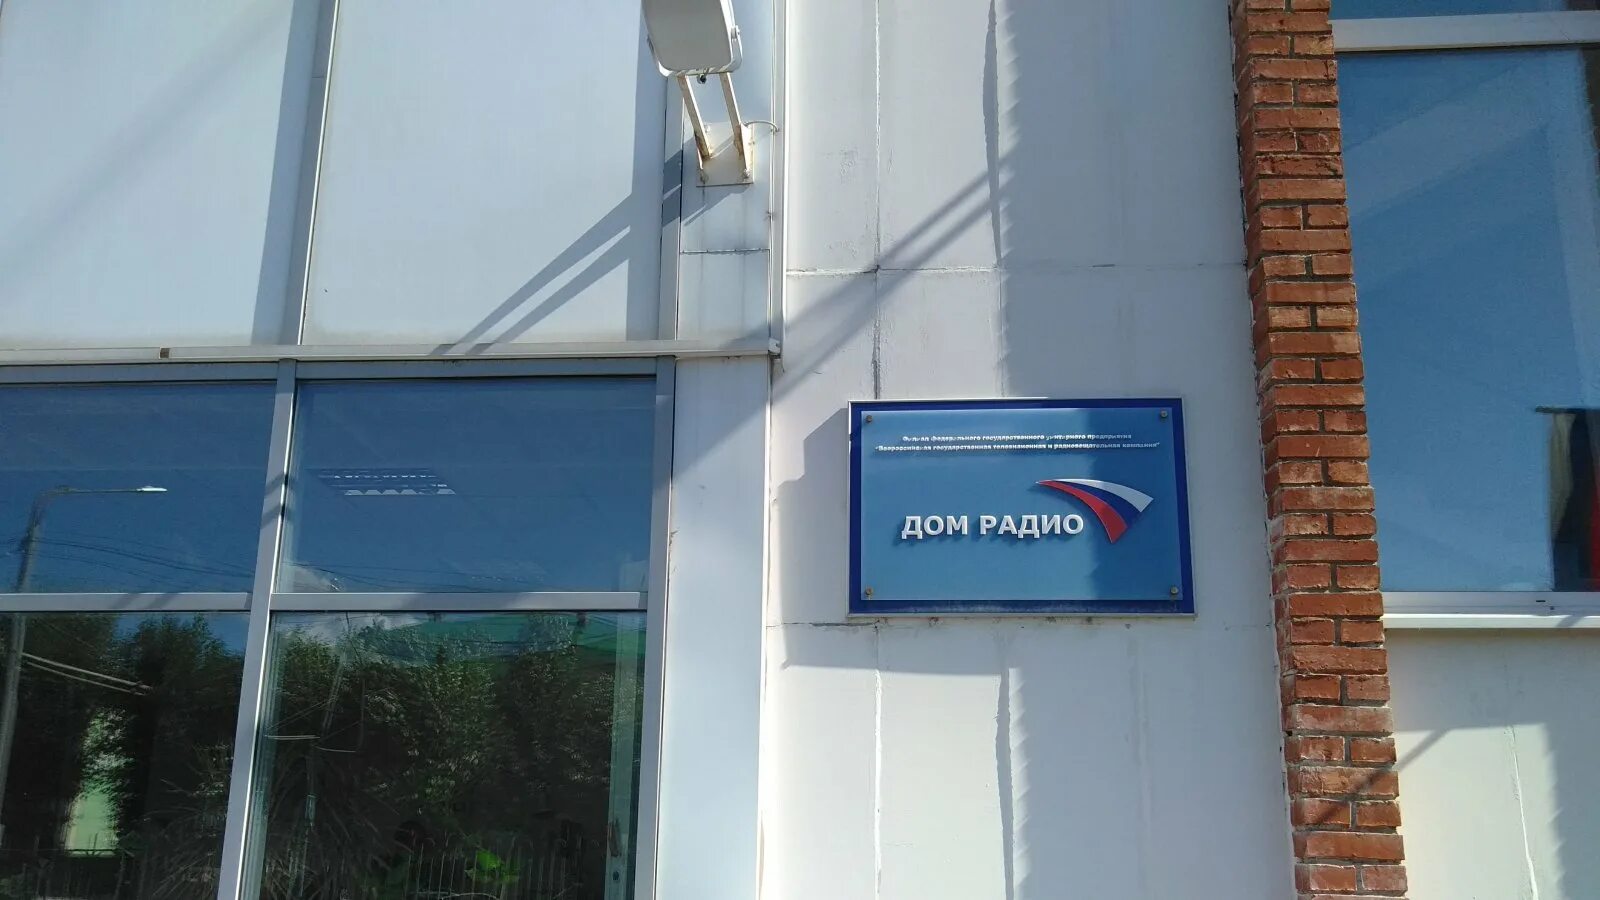 Филиал Федерального государственного унитарного предприятия
"Всероссийская государственная телевизионная и радиовещательная компания"
ДОМ РАДИО